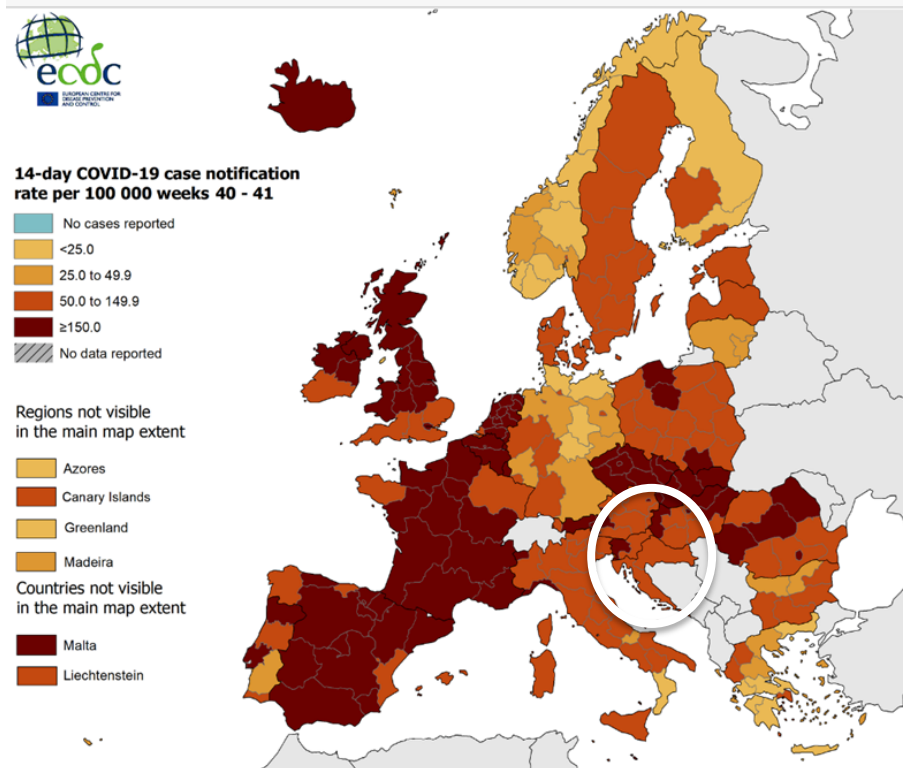 ecdc
EUROPEAN CENTRE FOR
DISEASE PREVENTION
AND CONTROL
14-day COVID-19 case notification
rate per 100 000 weeks 40 - 41
No cases reported
<25.0
25.0 to 49.9
50.0 to 149.9
≥150.0
No data reported
Regions not visible
in the main map extent
Azores
Canary Islands
Greenland
Madeira
Countries not visible
in the main map extent
Malta
Liechtenstein